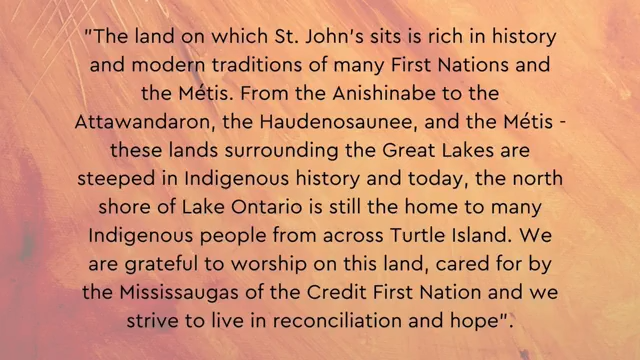 "The land on which St. John's sits is rich in history
and modern traditions of many First Nations and
the Métis. From the Anishinabe to the
Attawandaron, the Haudenosaunee, and the Métis -
these lands surrounding the Great Lakes are
steeped in Indigenous history and today, the north
shore of Lake Ontario is still the home to many
Indigenous people from across Turtle Island. We
are grateful to worship on this land, cared for by
the Mississaugas of the Credit First Nation and we
strive to live in reconciliation and hope".